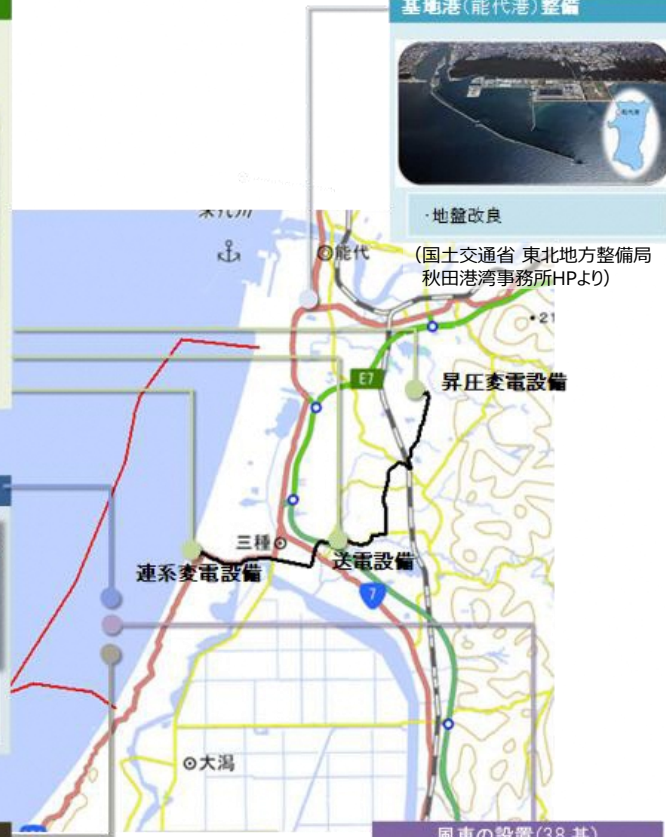 基地港(能代港)整備
・地盤改良
(国土交通省 東北地方整備局
秋田港湾事務所HPより)
能代
・21
E7
昇圧変電設備
三種
送電設備
連系変電設備
7
大潟
風車の設置(38 基)